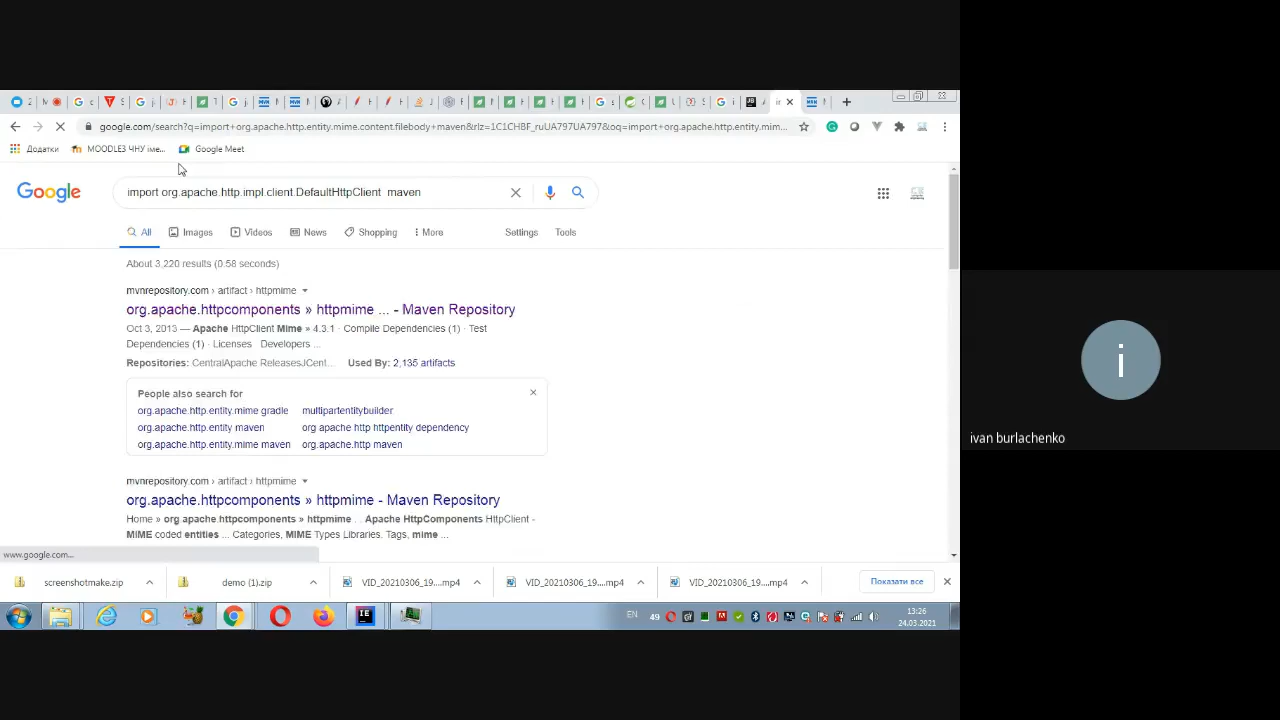 google.com/search?q=import+org.apache.http.entity.mime.content.filebody+maven&rlz=1C1CHBF_ruUA797UA797&oq=import+org.apache.http.entity.mime...
Додатки
MOODLE3 ЧНУ іме...
Google Meet
Google
import org.apache.http.impl.client.DefaultHttpClient maven
All
Images
Videos
News
Shopping
More
Settings
Tools
About 3,220 results (0.58 seconds)
mvnrepository.com › artifact › httpmime
org.apache.httpcomponents » httpmime ... - Maven Repository
Oct 3, 2013 — Apache HttpClient Mime » 4.3.1 · Compile Dependencies (1) · Test
Dependencies (1) · Licenses Developers ...
Repositories: CentralApache ReleasesJCent...
Used By: 2,135 artifacts
People also search for
org.apache.http.entity.mime gradle
multipartentitybuilder
org.apache.http.entity maven
org apache http httpentity dependency
org.apache.http.entity.mime maven
org.apache.http maven
mvnrepository.com › artifact › httpmime
org.apache.httpcomponents » httpmime - Maven Repository
Home » org apache.httpcomponents » httpmime . . Apache HttpComponents HttpClient -
MIME coded entities ... Categories, MIME Types Libraries. Tags, mime ...
www.google.com...
screenshotmake.zip
demo (1).zip
VID_20210306_19....mp4
VID_20210306_19....mp4
VID_20210306_19....mp4
Показати все
EN
49
13:26
24.03.2021
i
ivan burlachenko